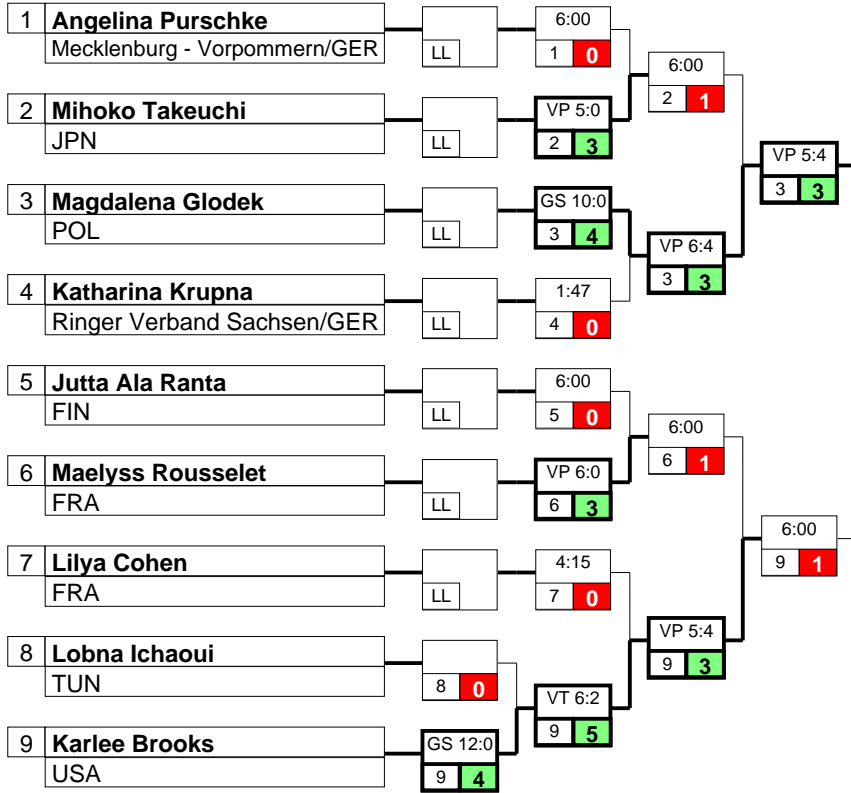 1 Angelina Purschke
Mecklenburg - Vorpommern/GER
LL
6:00
1 0
6:00
2 1
2 Mihoko Takeuchi
JPN
LL
VP 5:0
2 3
VP 5:4
3 3
3 Magdalena Glodek
POL
LL
GS 10:0
3 4
VP 6:4
3 3
4 Katharina Krupna
Ringer Verband Sachsen/GER
LL
1:47
4 0
5 Jutta Ala Ranta
FIN
LL
6:00
5 0
6:00
6 1
6 Maelyss Rousselet
FRA
LL
VP 6:0
6 3
6:00
9 1
7 Lilya Cohen
FRA
LL
4:15
7 0
VP 5:4
9 3
8 Lobna Ichaoui
TUN
8 0
VT 6:2
9 5
9 Karlee Brooks
USA
GS 12:0
9 4